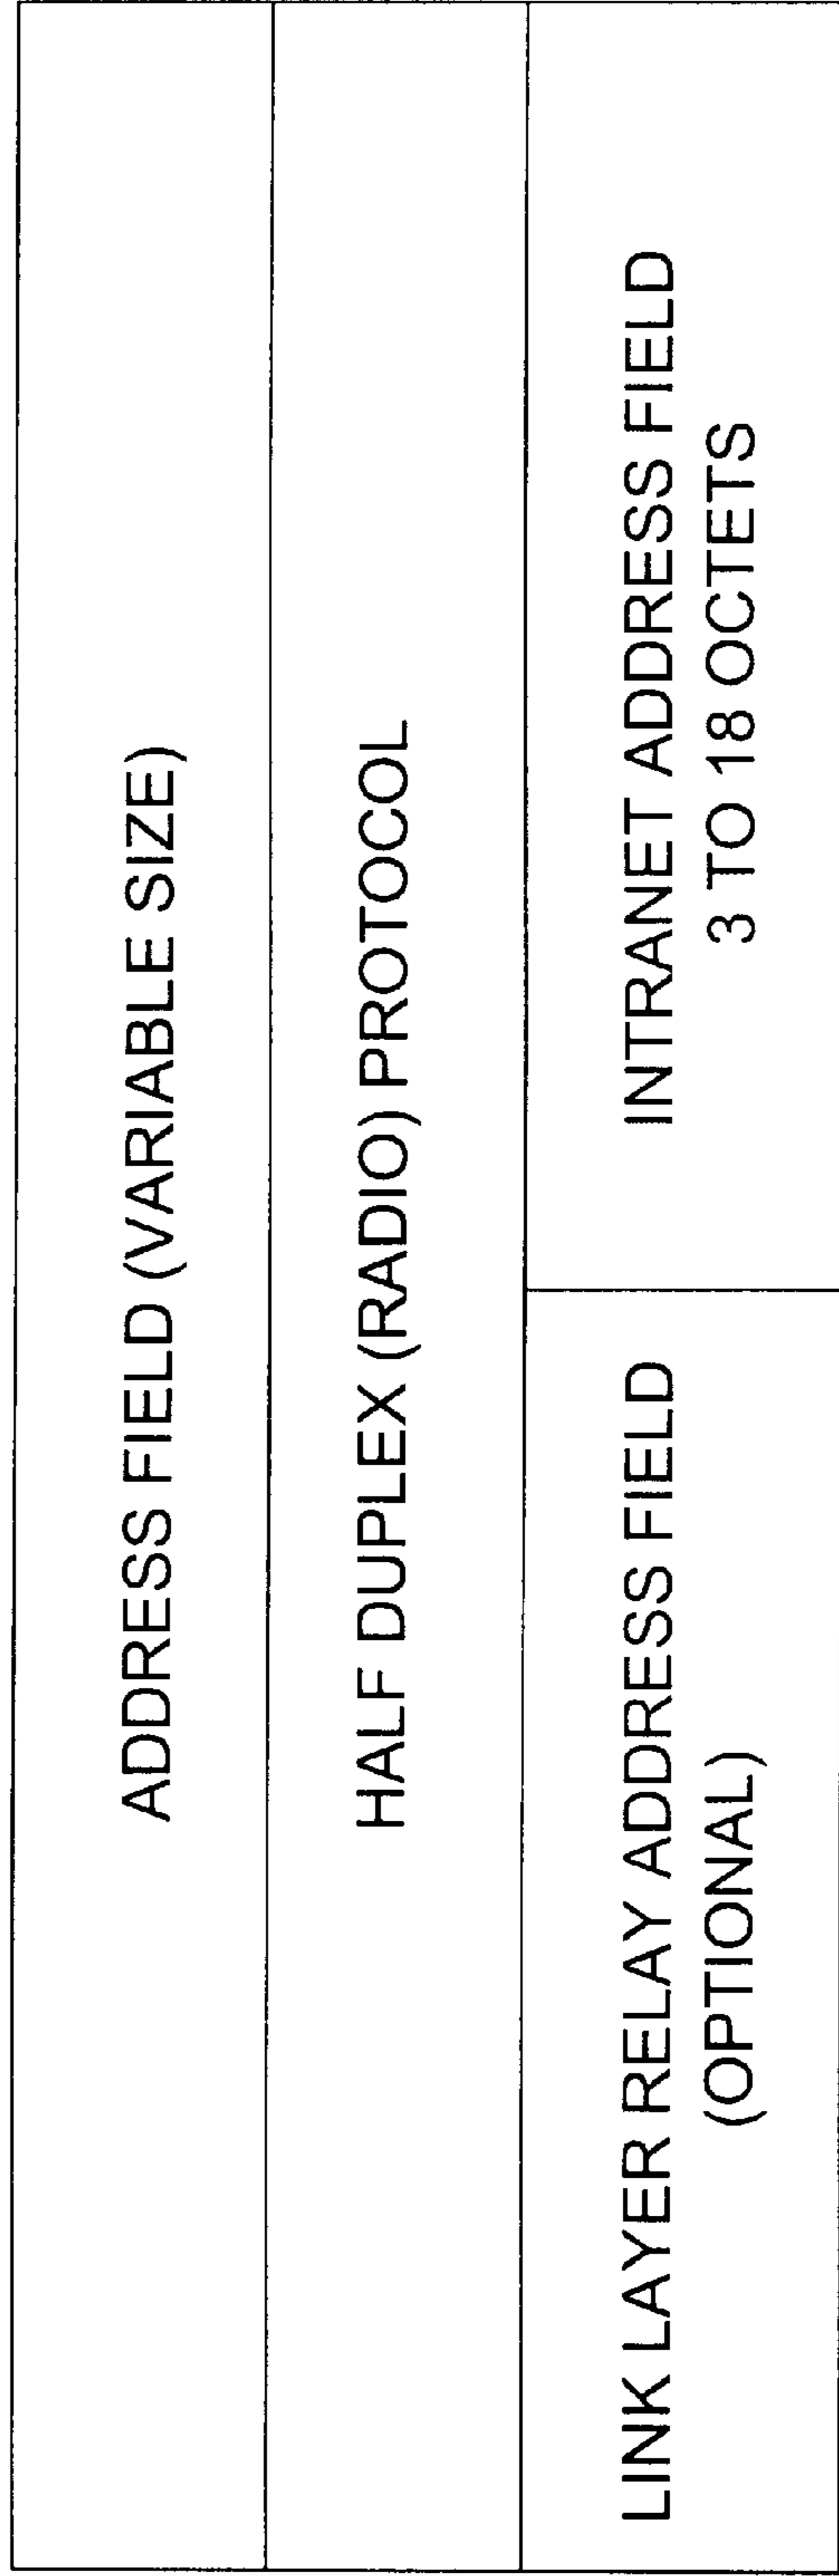 ADDRESS FIELD (VARIABLE SIZE)
HALF DUPLEX (RADIO) PROTOCOL
LINK LAYER RELAY ADDRESS FIELD
(OPTIONAL)
INTRANET ADDRESS FIELD
3 TO 18 OCTETS